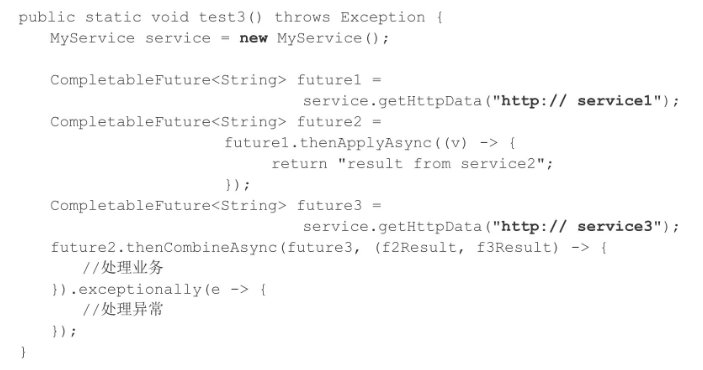 public static void test3() throws Exception {
MyService service = new MyService();
CompletableFuture<String> future1 =
service.getHttpData("http:// service1");
CompletableFuture<String> future2 =
future1.thenApplyAsync((v) -> {
return "result from service2";
});
CompletableFuture<String> future3 =
service.getHttpData("http:// service3");
future2.thenCombineAsync(future3, (f2Result, f3Result) -> {
//处理业务
}).exceptionally(e -> {
//处理异常
});
}